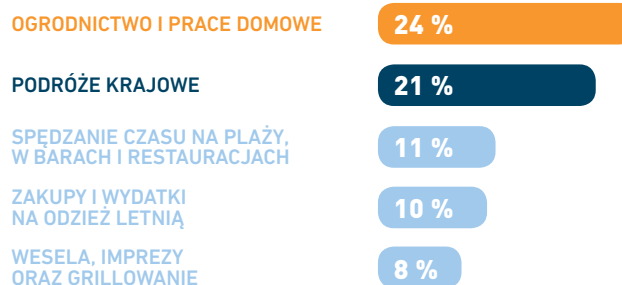 OGRODNICTWO I PRACE DOMOWE 24 %
PODRÓŻE KRAJOWE 21 %
SPĘDZANIE CZASU NA PLAŻY,
W BARACH I RESTAURACJACH
11 %
ZAKUPY I WYDATKI
NA ODZIEŻ LETNIĄ
10 %
WESELA, IMPREZY
ORAZ GRILLOWANIE
8 %